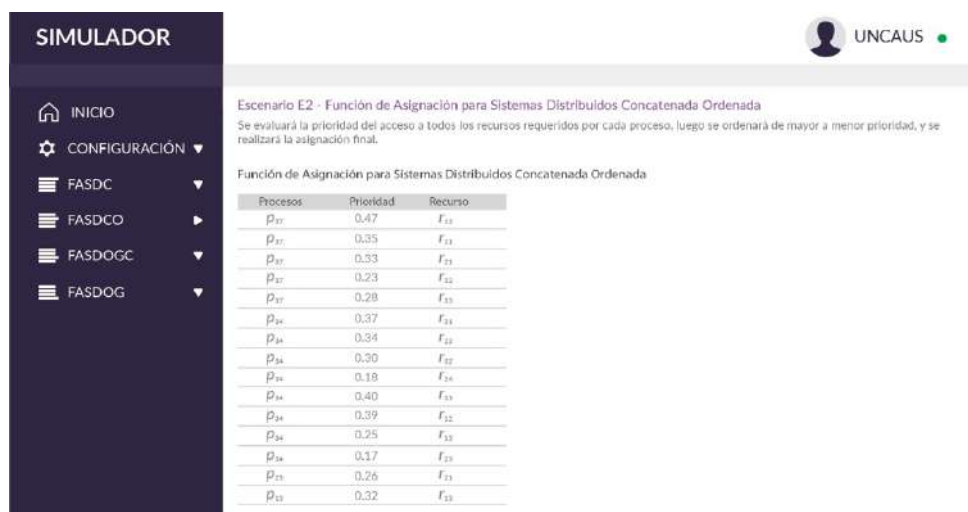 SIMULADOR
UNCAUS
INICIO
CONFIGURACIÓN
FASDC
FASDCO
FASDOGC
FASDOG
Escenario E2 - Función de Asignación para Sistemas Distribuidos Concatenada Ordenada
Se evaluará la prioridad del acceso a todos los recursos requeridos por cada proceso, luego se ordenará de mayor a menor prioridad, y se
realizará la asignación final.
Función de Asignación para Sistemas Distribuidos Concatenada Ordenada
Procesos Prioridad Recurso
p 0.47 r
p 0.35 r
p 0.33 r
p 0.23 r
p 0.28 r
p 0.37 r
p 0.34 r
p 0.30 r
p 0.18 r
p 0.40 r
p 0.39 r
p 0.25 r
p 0.17 r
p 0.26 r
p 0.32 r